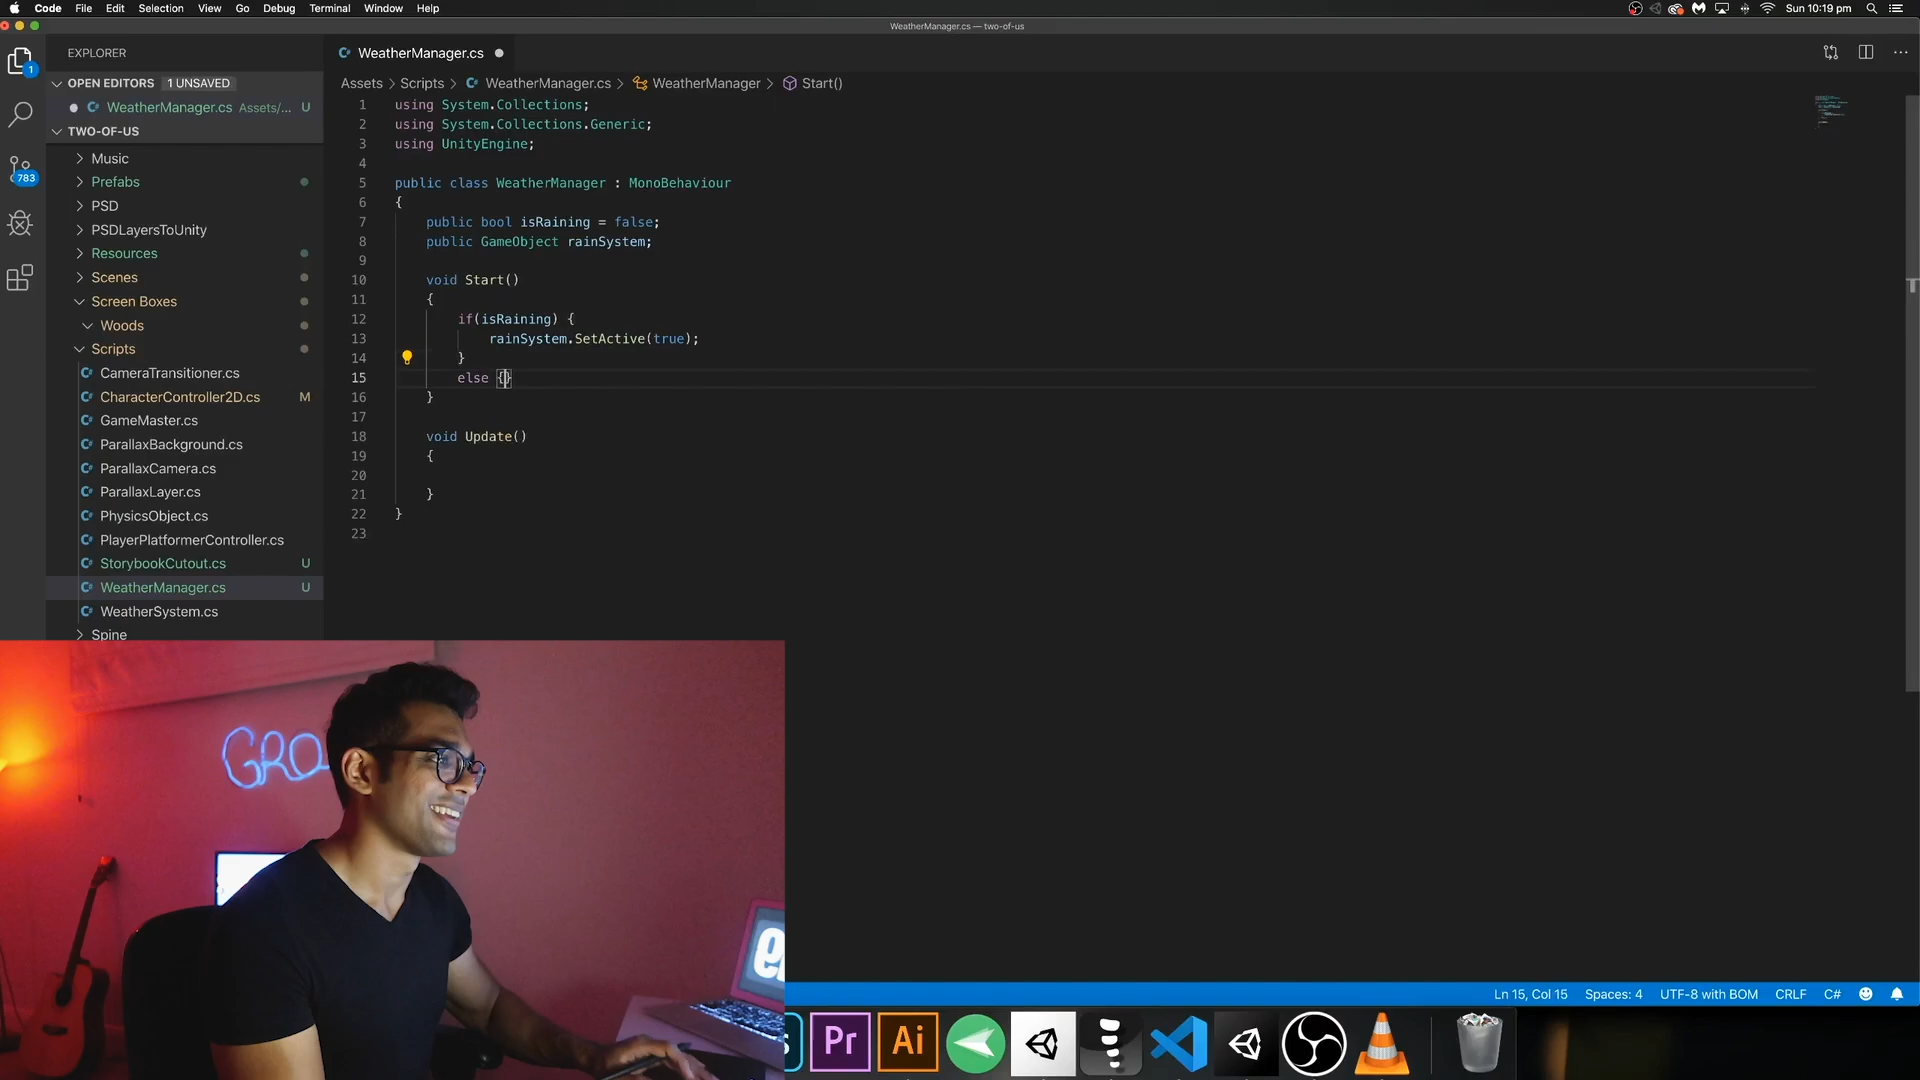 Code File Edit Selection View Go Debug Terminal Window Help
Sun 10:19 pm
WeatherManager.cs — two-of-us
1
EXPLORER
OPEN EDITORS 1 UNSAVED
WeatherManager.cs Assets/... U
TWO-OF-US
Music
Prefabs
PSD
PSDLayersToUnity
Resources
Scenes
Screen Boxes
Woods
Scripts
CameraTransitioner.cs
CharacterController2D.cs M
GameMaster.cs
ParallaxBackground.cs
ParallaxCamera.cs
ParallaxLayer.cs
PhysicsObject.cs
PlayerPlatformerController.cs
StorybookCutout.cs U
WeatherManager.cs U
WeatherSystem.cs
Spine
783
WeatherManager.cs
Assets > Scripts > WeatherManager.cs > WeatherManager > Start()
1 using System.Collections;
2 using System.Collections.Generic;
3 using UnityEngine;
4
5 public class WeatherManager : MonoBehaviour
6 {
7 public bool isRaining = false;
8 public GameObject rainSystem;
9
10 void Start()
11 {
12 if(isRaining) {
13 rainSystem.SetActive(true);
14 }
15 else {}
16 }
17
18 void Update()
19 {
20
21 }
22 }
23
GRO
Ln 15, Col 15 Spaces: 4 UTF-8 with BOM CRLF C#
Pr Ai